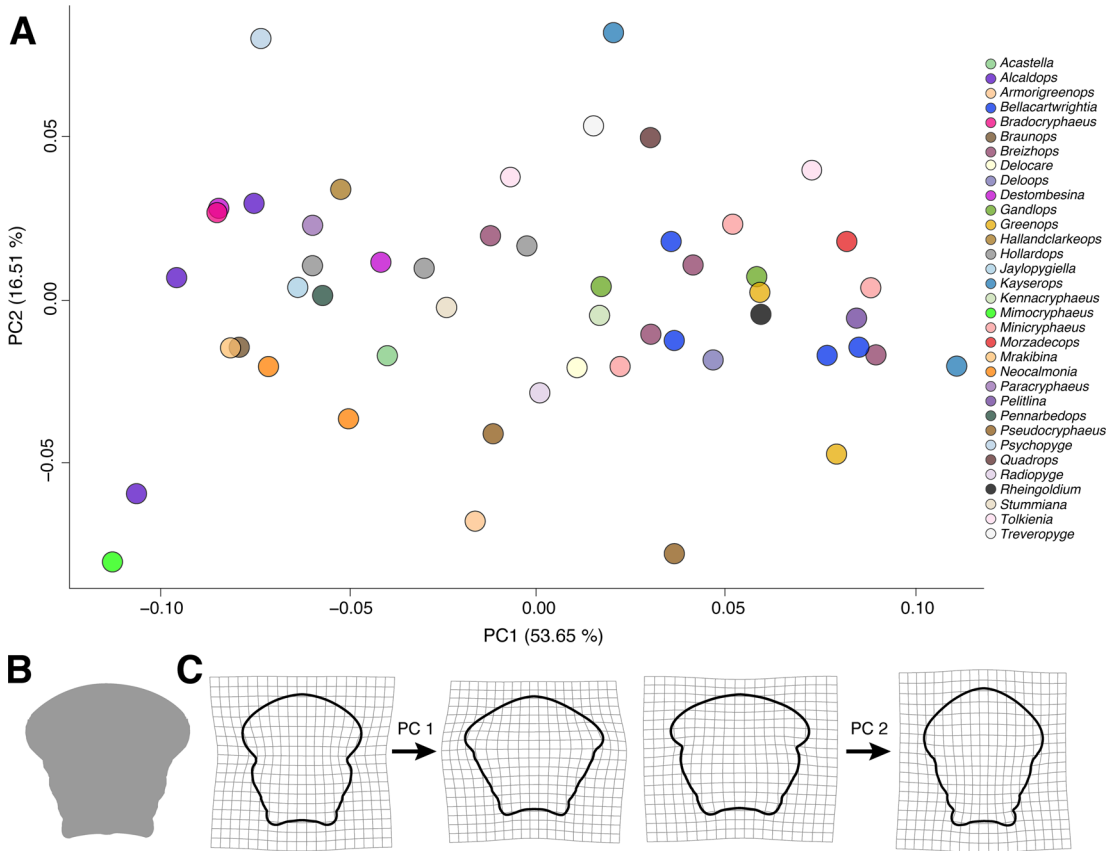 A
PC2 (16.51 %)
0.05
0.00
−0.05
−0.10
−0.05
0.00
0.05
0.10
PC1 (53.65 %)
Acastella
Alcaldops
Armorigreenops
Bellacartwrightia
Bradocryphaeus
Braunops
Breizhops
Delocare
Deloops
Destombesina
Gandlops
Greenops
Hallandclarkeops
Hollardops
Jaylopygiella
Kayserops
Kennacryphaeus
Mimocryphaeus
Minicryphaeus
Morzadecops
Mrakibina
Neocalmonia
Paracryphaeus
Pelitlina
Pennarbedops
Pseudocryphaeus
Psychopyge
Quadrops
Radiopyge
Rheingoldium
Stummiana
Tolkienia
Treveropyge
B
C
PC 1
PC 2